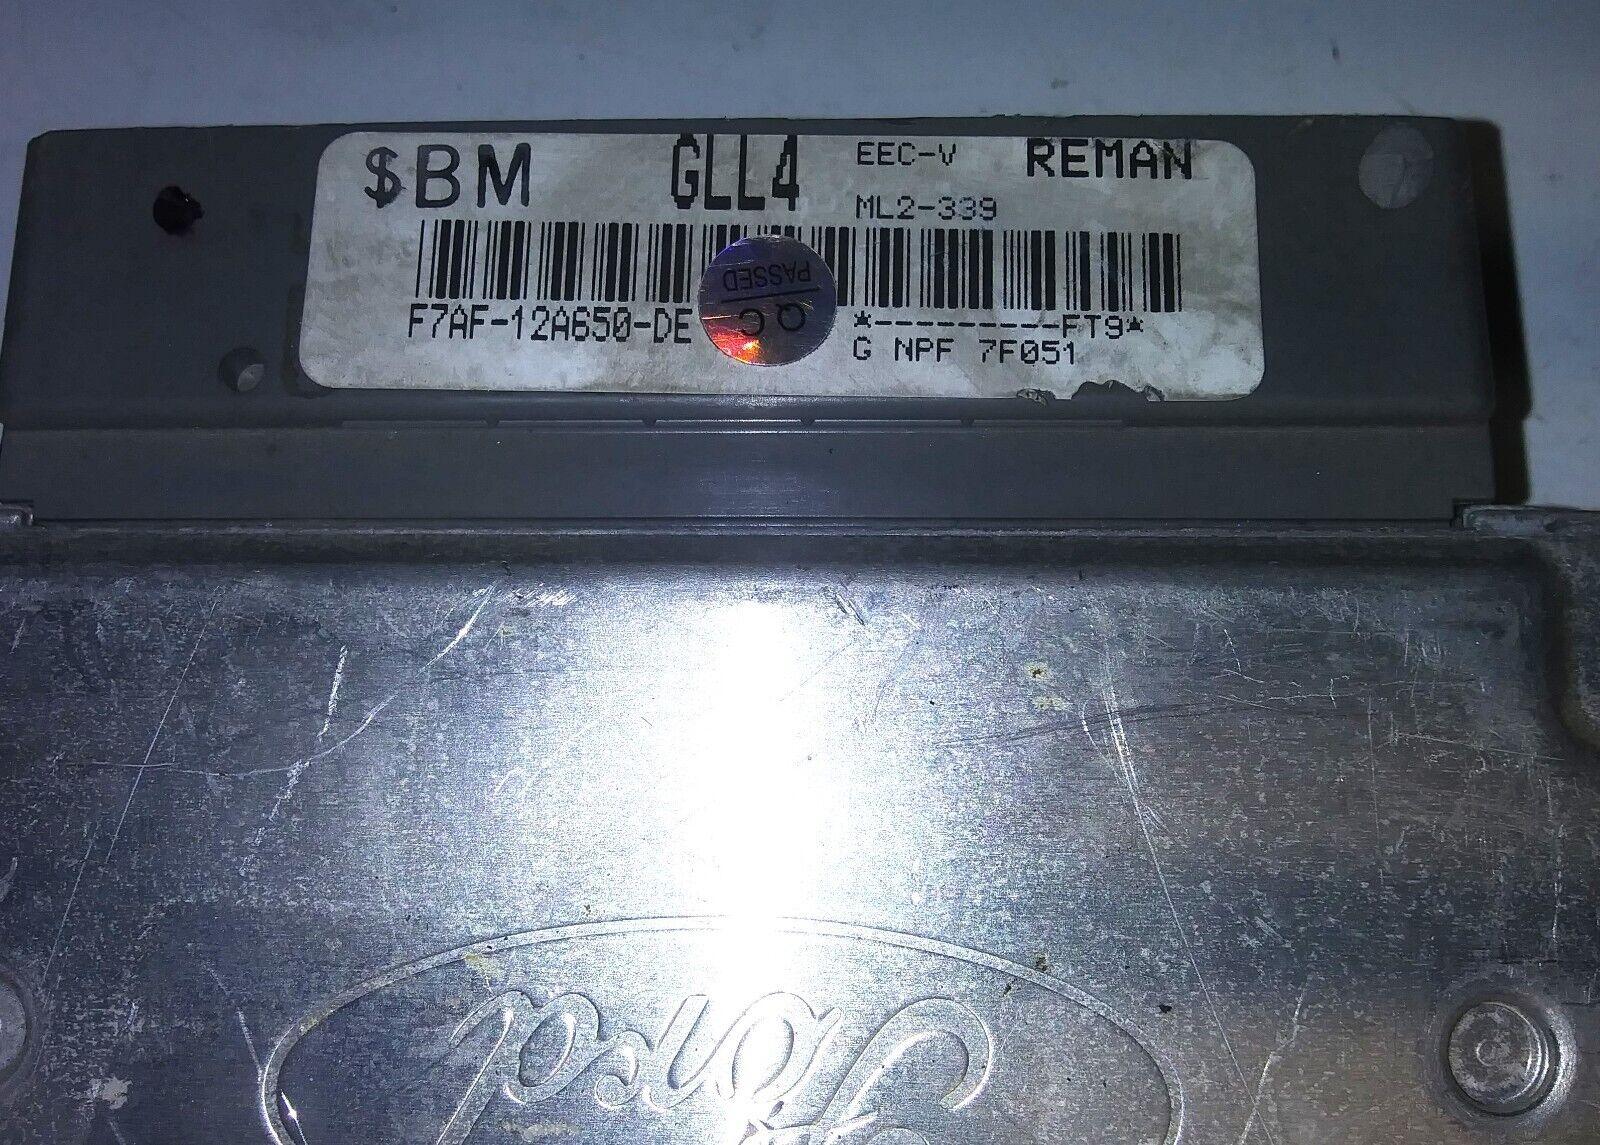 $BM GLL4 EEC-V REMAN
ML2-339
F7AF-12A650-DE *---------FT9*
G NPF 7F051
QC
PASSED
Ford